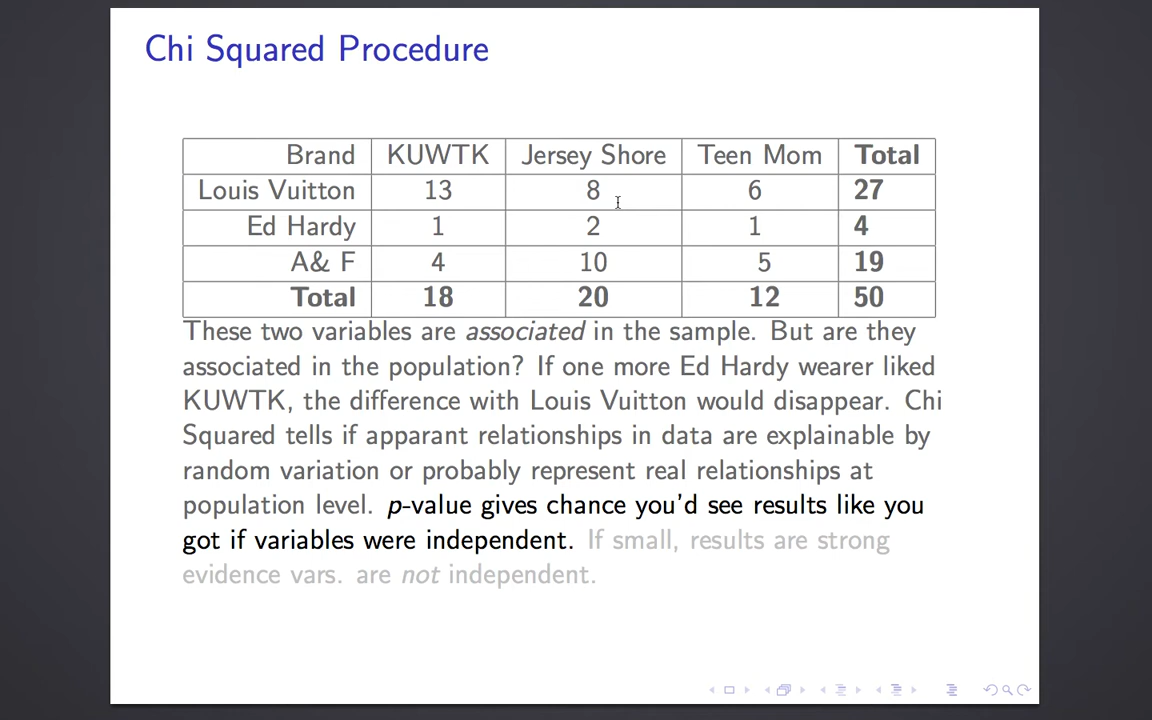 Chi Squared Procedure
Brand KUWTK Jersey Shore Teen Mom Total
Louis Vuitton 13 8 6 27
Ed Hardy 1 2 1 4
A& F 4 10 5 19
Total 18 20 12 50
These two variables are associated in the sample. But are they
associated in the population? If one more Ed Hardy wearer liked
KUWTK, the difference with Louis Vuitton would disappear. Chi
Squared tells if apparant relationships in data are explainable by
random variation or probably represent real relationships at
population level. p-value gives chance you'd see results like you
got if variables were independent. If small, results are strong
evidence vars. are not independent.